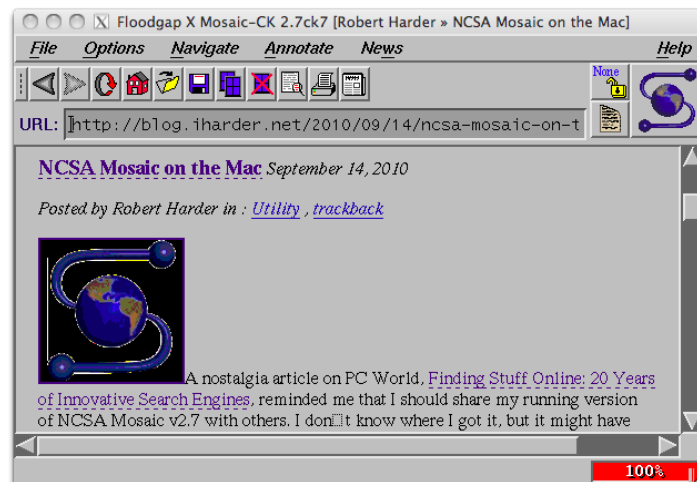 Floodgap X Mosaic-CK 2.7ck7 [Robert Harder » NCSA Mosaic on the Mac]
File Options Navigate Annotate News Help
None
URL: http://blog.iharder.net/2010/09/14/ncsa-mosaic-on-t
NCSA Mosaic on the Mac September 14, 2010
Posted by Robert Harder in : Utility , trackback
A nostalgia article on PC World, Finding Stuff Online: 20 Years
of Innovative Search Engines, reminded me that I should share my running version
of NCSA Mosaic v2.7 with others. I don□t know where I got it, but it might have
100%